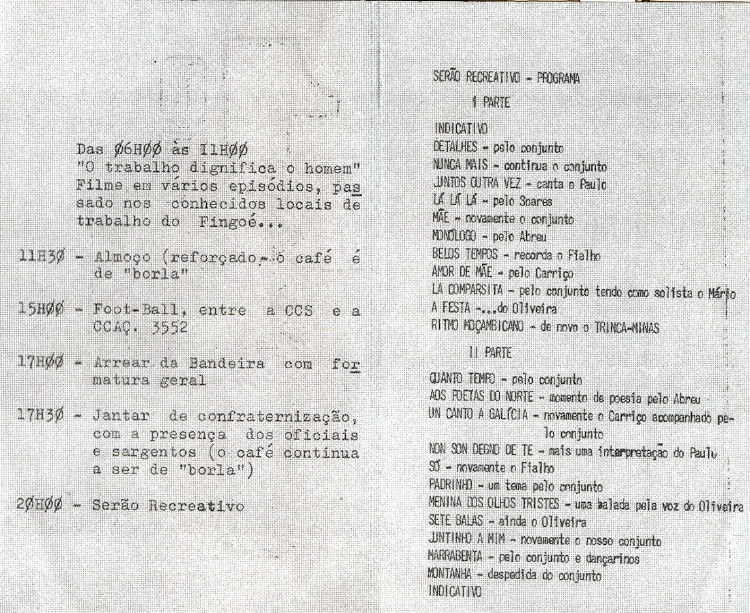 Das Ø6HØØ às IIHØØ
"O trabalho dignifica o homem"
Filme em vários episódios, pas
sado nos conhecidos locais de
trabalho do Fingoé...
11H3Ø - Almoço (reforçado - o café é
de "borla"
15HØØ - Foot-Ball, entre a CCS e a
CCAÇ. 3552
17HØØ - Arrear da Bandeira com for
matura geral
17H3Ø - Jantar de confraternização,
com a presença dos oficiais
e sargentos (o café continua
a ser de "borla")
2ØHØØ - Serão Recreativo
SERÃO RECREATIVO - PROGRAMA
I PARTE
INDICATIVO
DETALHES - pelo conjunto
NUNCA MAIS - continua o conjunto
JUNTOS OUTRA VEZ - canta o Paulo
LÁ LÁ LÁ - pelo Soares
MÃE - novamente o conjunto
MONÓLOGO - pelo Abreu
BELOS TEMPOS - recorda o Fialho
AMOR DE MÃE - pelo Carriço
LA COMPARSITA - pelo conjunto tendo como solista o Mário
A FESTA -...do Oliveira
RITMO MOÇAMBICANO - de novo o TRINCA-MINAS
II PARTE
QUANTO TEMPO - pelo conjunto
AOS POETAS DO NORTE - momento de poesia pelo Abreu
UN CANTO A GALÍCIA - novamente o Carriço acompanhado pe-
lo conjunto
NON SON DEGNO DE TE - mais uma interpretação do Paulo
SÓ - novamente o Fialho
PADRINHO - um tema pelo conjunto
MENINA DOS OLHOS TRISTES - uma balada pela voz do Oliveira
SETE BALAS - ainda o Oliveira
JUNTINHO A MIM - novamente o nosso conjunto
MARRABENTA - pelo conjunto e dançarinos
MONTANHA - despedida do conjunto
INDICATIVO